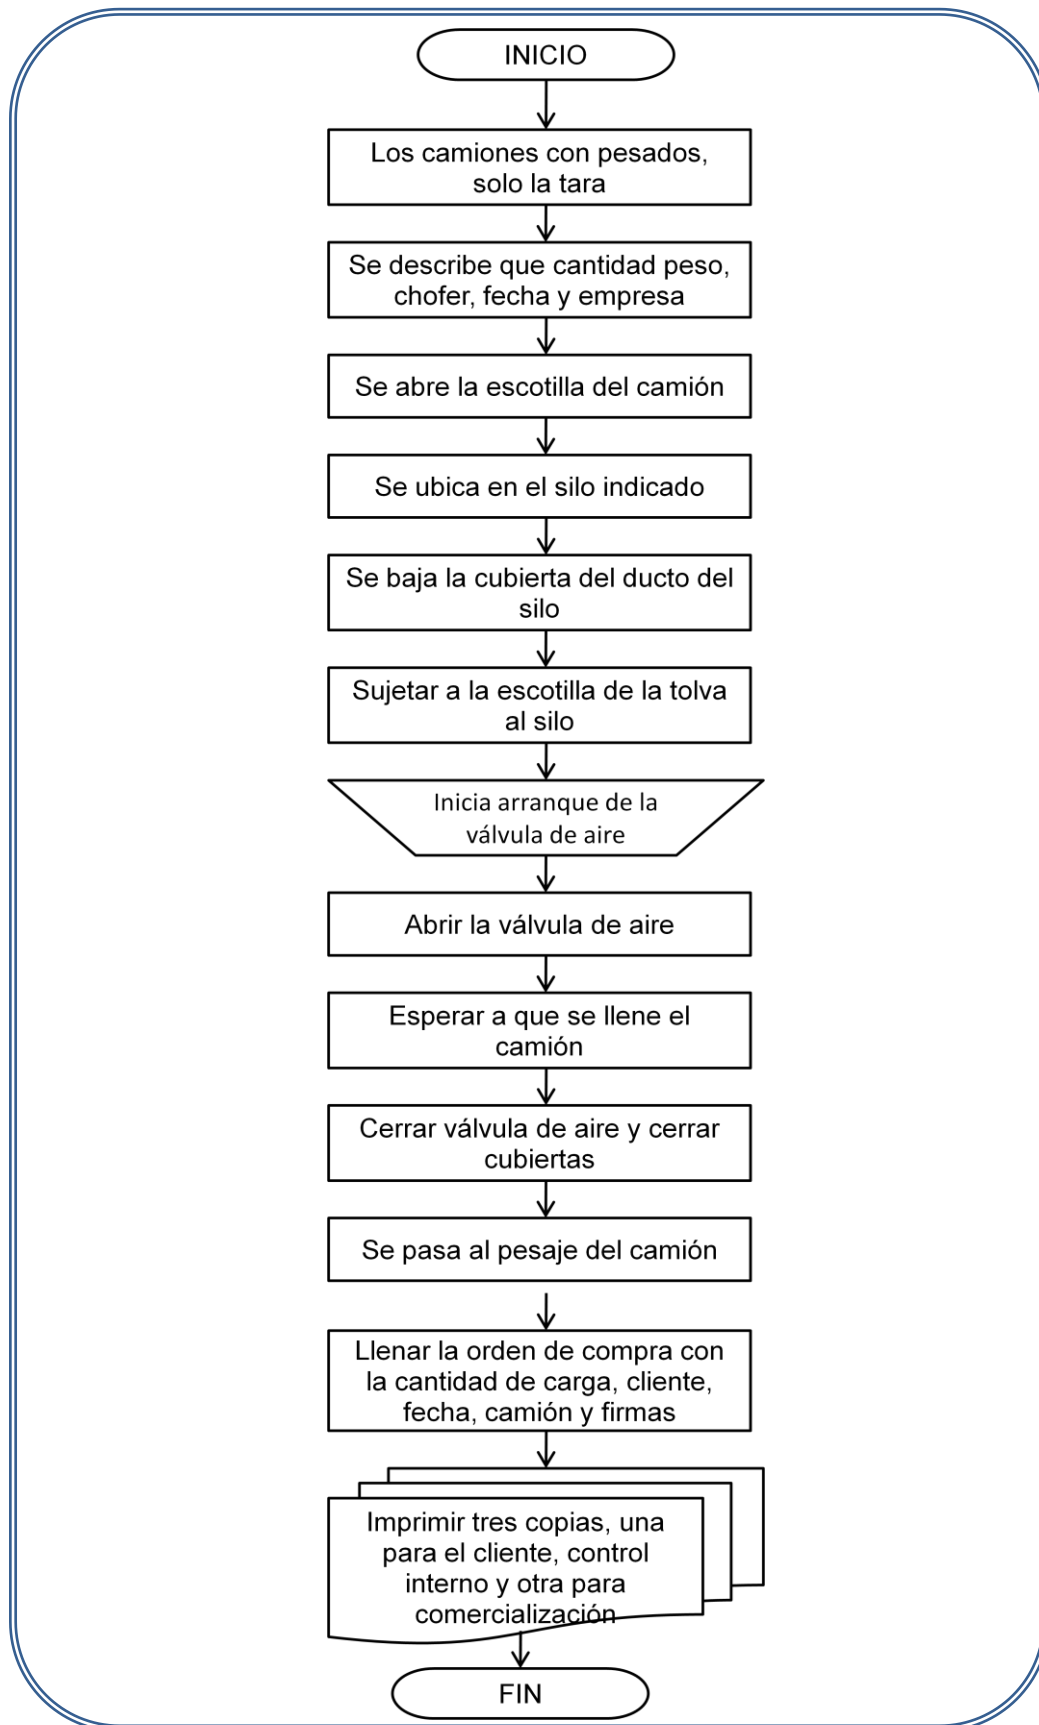 INICIO
Los camiones con pesados,
solo la tara
Se describe que cantidad peso,
chofer, fecha y empresa
Se abre la escotilla del camión
Se ubica en el silo indicado
Se baja la cubierta del ducto del
silo
Sujetar a la escotilla de la tolva
al silo
Inicia arranque de la
válvula de aire
Abrir la válvula de aire
Esperar a que se llene el
camión
Cerrar válvula de aire y cerrar
cubiertas
Se pasa al pesaje del camión
Llenar la orden de compra con
la cantidad de carga, cliente,
fecha, camión y firmas
Imprimir tres copias, una
para el cliente, control
interno y otra para
comercialización
FIN